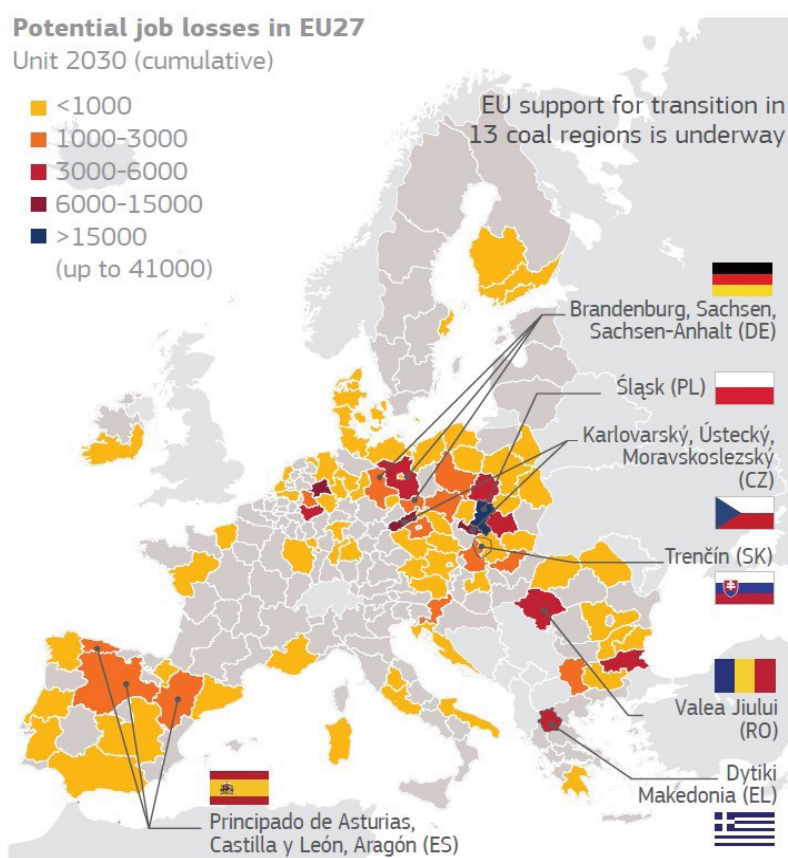 Potential job losses in EU27
Unit 2030 (cumulative)
<1000
1000-3000
3000-6000
6000-15000
>15000
(up to 41000)
EU support for transition in
13 coal regions is underway
Brandenburg, Sachsen,
Sachsen-Anhalt (DE)
Śląsk (PL)
Karlovarský, Ústecký,
Moravskoslezský
(CZ)
Trenčín (SK)
Valea Jiului
(RO)
Dytiki
Makedonia (EL)
Principado de Asturias,
Castilla y León, Aragón (ES)